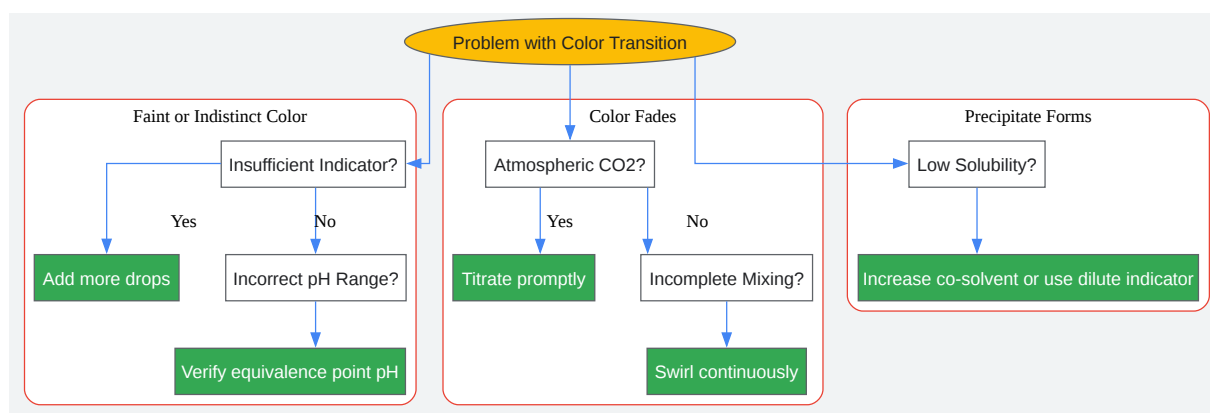 Problem with Color Transition
Faint or Indistinct Color
Color Fades
Precipitate Forms
Insufficient Indicator?
Atmospheric CO2?
Low Solubility?
Yes
No
Yes
No
Add more drops
Incorrect pH Range?
Titrate promptly
Incomplete Mixing?
Increase co-solvent or use dilute indicator
Verify equivalence point pH
Swirl continuously